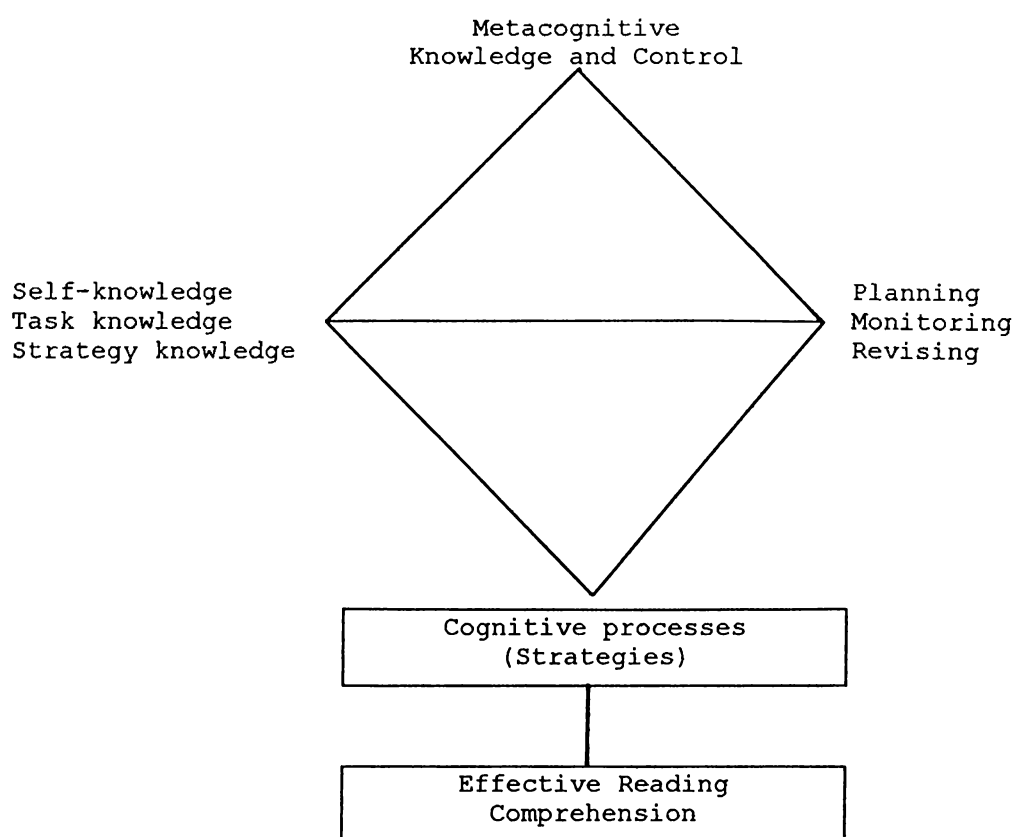 Metacognitive
Knowledge and Control
Self-knowledge
Task knowledge
Strategy knowledge
Planning
Monitoring
Revising
Cognitive processes
(Strategies)
Effective Reading
Comprehension